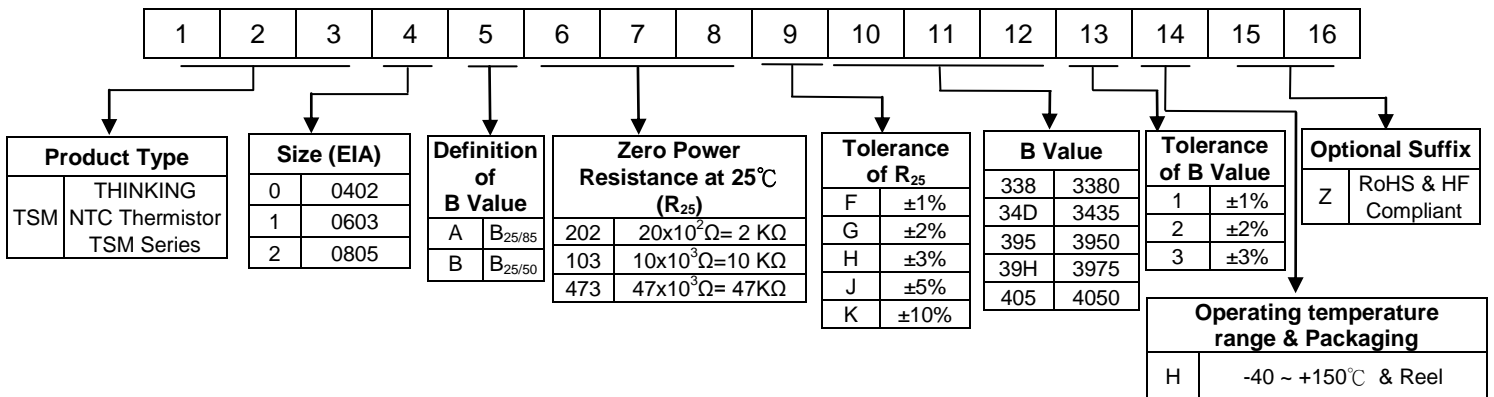 1 2 3 4 5 6 7 8 9 10 11 12 13 14 15 16
Product Type
TSM THINKING
NTC Thermistor
TSM Series
Size (EIA)
0 0402
1 0603
2 0805
Definition
of
B Value
A B25/85
B B25/50
Zero Power
Resistance at 25℃
(R25)
202 20x10²Ω= 2 KΩ
103 10x10³Ω=10 KΩ
473 47x10³Ω= 47KΩ
Tolerance
of R25
F ±1%
G ±2%
H ±3%
J ±5%
K ±10%
B Value
338 3380
34D 3435
395 3950
39H 3975
405 4050
Tolerance
of B Value
1 ±1%
2 ±2%
3 ±3%
Operating temperature
range & Packaging
H -40 ~ +150℃ & Reel
Optional Suffix
Z RoHS & HF
Compliant